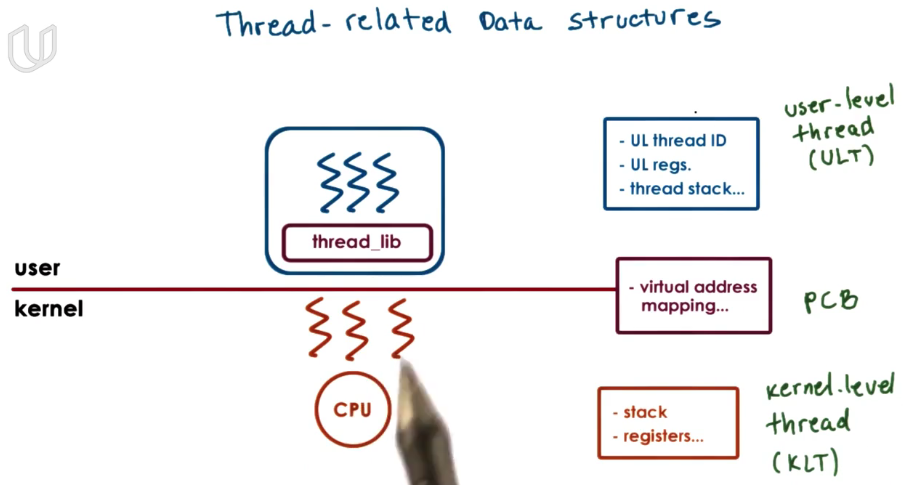 Thread-related Data structures
user-level
thread
(ULT)
- UL thread ID
- UL regs.
- thread stack...
thread_lib
user
kernel
- virtual address
mapping...
PCB
CPU
- stack
- registers...
kernel-level
thread
(KLT)